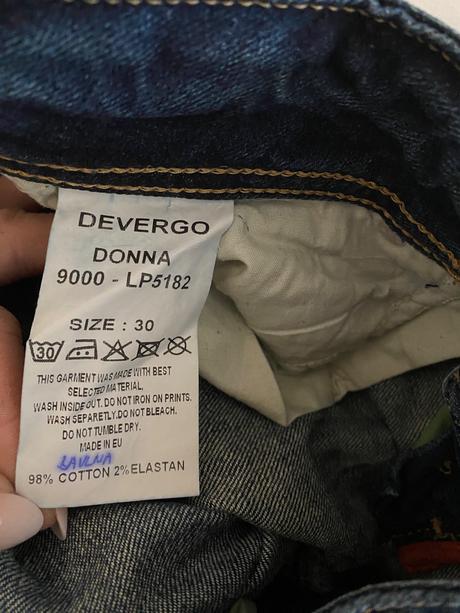 DEVERGO
DONNA
9000 - LP5182
SIZE : 30
30
THIS GARMENT WAS MADE WITH BEST
SELECTED MATERIAL,
WASH INSIDE OUT. DO NOT IRON ON PRINTS.
WASH SEPARETLY.DO NOT BLEACH.
DO NOT TUMBLE DRY.
MADE IN EU
98% COTTON 2% ELASTAN